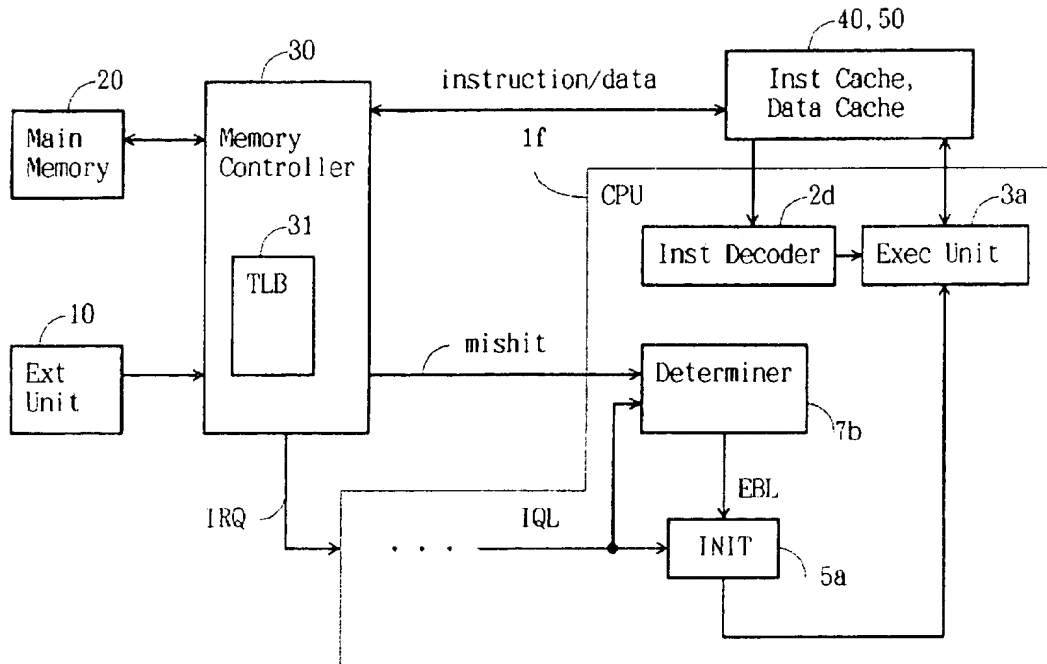 40,50
30
20
instruction/data
Inst Cache,
Data Cache
Main
Memory
Memory
Controller
1f
CPU
2d
3a
31
TLB
Inst Decoder
Exec Unit
10
mishit
Ext
Unit
Determiner
7b
EBL
IRQ
. . .
IQL
INIT
5a